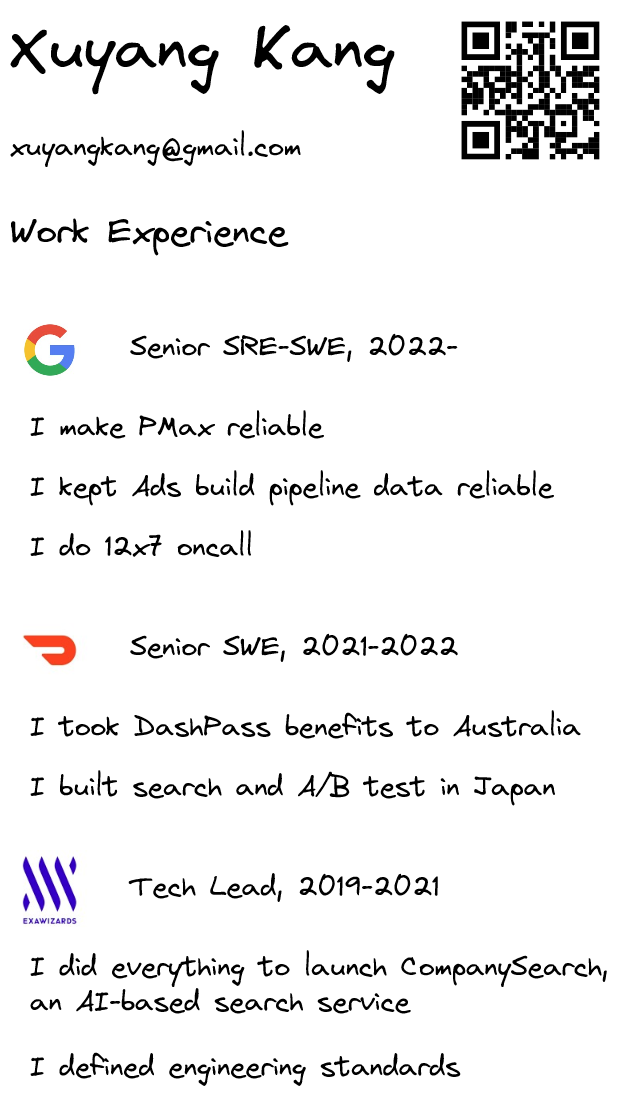 Xuyang Kang
xuyangkang@gmail.com
Work Experience
Senior SRE-SWE, 2022-
I make PMax reliable
I kept Ads build pipeline data reliable
I do 12x7 oncall
Senior SWE, 2021-2022
I took DashPass benefits to Australia
I built search and A/B test in Japan
EXAWIZARDS
Tech Lead, 2019-2021
I did everything to launch CompanySearch,
an AI-based search service
I defined engineering standards